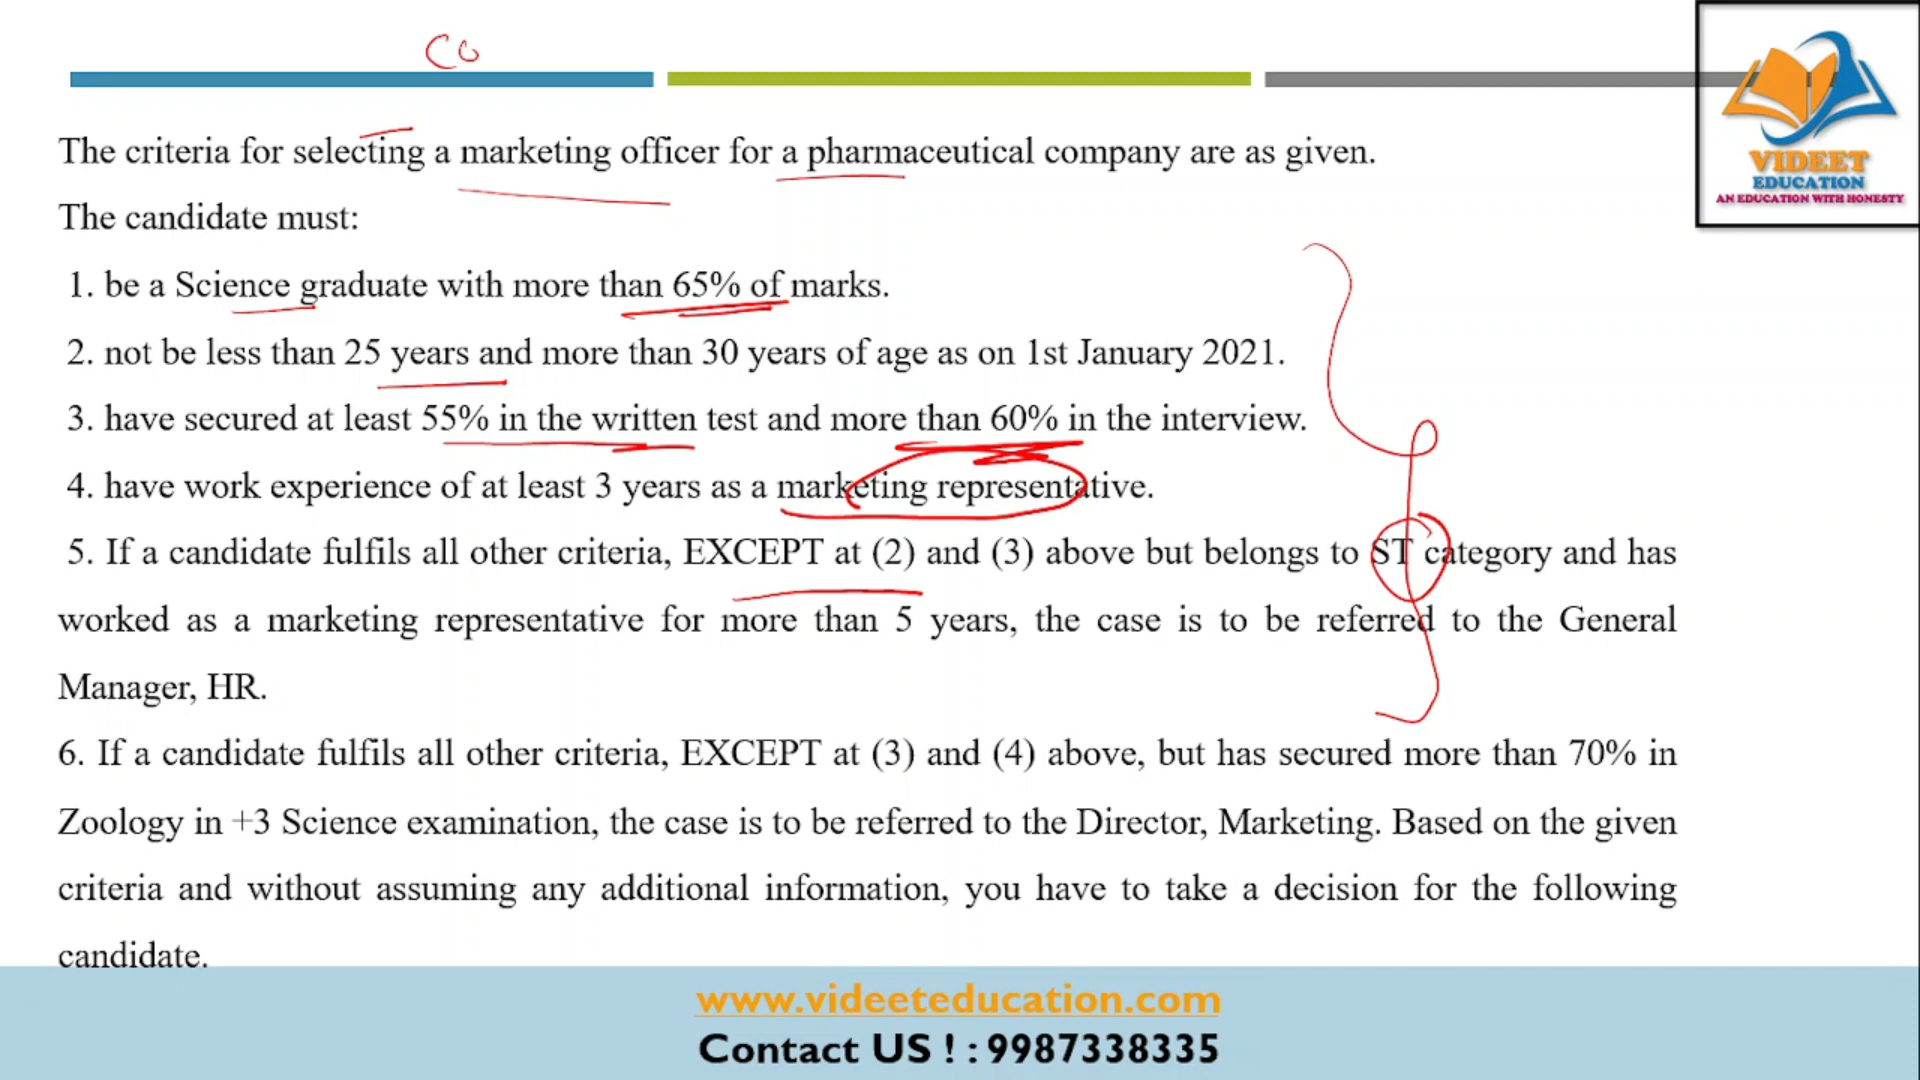 CO
VIDEET
EDUCATION
AN EDUCATION WITH HONESTY
The criteria for selecting a marketing officer for a pharmaceutical company are as given.
The candidate must:
1. be a Science graduate with more than 65% of marks.
2. not be less than 25 years and more than 30 years of age as on 1st January 2021.
3. have secured at least 55% in the written test and more than 60% in the interview.
4. have work experience of at least 3 years as a marketing representative.
5. If a candidate fulfils all other criteria, EXCEPT at (2) and (3) above but belongs to ST category and has
worked as a marketing representative for more than 5 years, the case is to be referred to the General
Manager, HR.
6. If a candidate fulfils all other criteria, EXCEPT at (3) and (4) above, but has secured more than 70% in
Zoology in +3 Science examination, the case is to be referred to the Director, Marketing. Based on the given
criteria and without assuming any additional information, you have to take a decision for the following
candidate.
www.videeteducation.com
Contact US ! : 9987338335